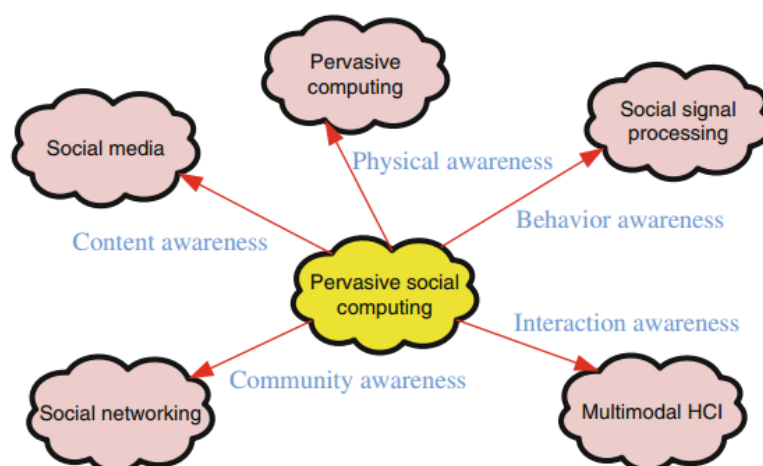 Pervasive
computing
Social signal
processing
Social media
Physical awareness
Behavior awareness
Content awareness
Pervasive social
computing
Interaction awareness
Community awareness
Social networking
Multimodal HCI